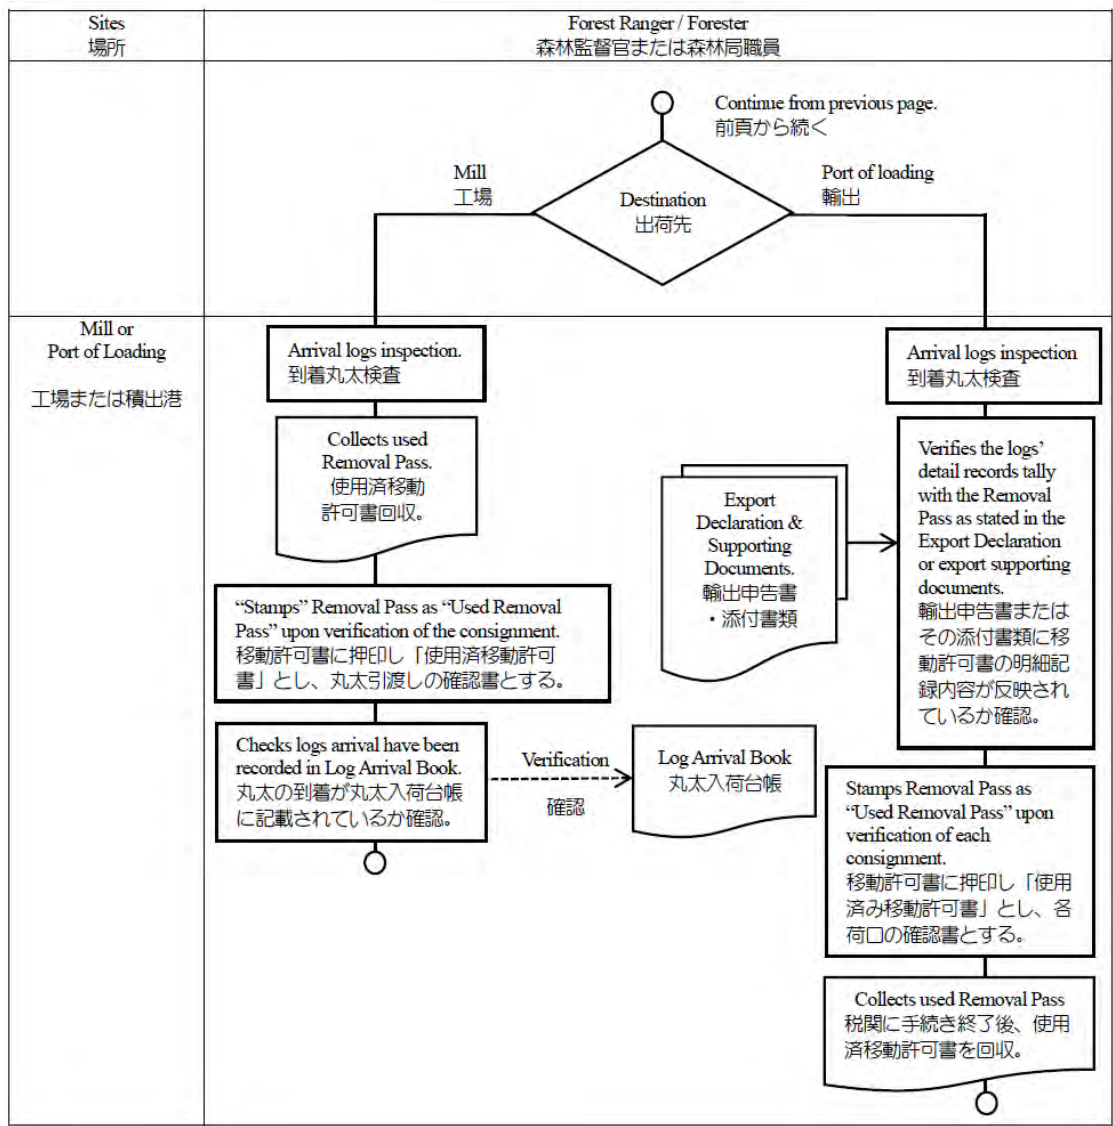 Sites
場所
Forest Ranger / Forester
森林監督官または森林局職員
Continue from previous page.
前頁から続く
Mill
工場
Port of loading
輸出
Destination
出荷先
Mill or
Port of Loading
工場または積出港
Arrival logs inspection.
到着丸太検査
Collects used
Removal Pass.
使用済移動
許可書回収。
“Stamps” Removal Pass as “Used Removal
Pass” upon verification of the consignment.
移動許可書に押印し「使用済移動許可
書」とし、丸太引渡しの確認書とする。
Checks logs arrival have been
recorded in Log Arrival Book.
丸太の到着が丸太入荷台帳
に記載されているか確認。
Verification
確認
Log Arrival Book
丸太入荷台帳
Arrival logs inspection
到着丸太検査
Export
Declaration &
Supporting
Documents.
輸出申告書
・添付書類
Verifies the logs’
detail records tally
with the Removal
Pass as stated in the
Export Declaration
or export supporting
documents.
輸出申告書または
その添付書類に移
動許可書の明細記
録内容が反映され
ているか確認。
Stamps Removal Pass as
“Used Removal Pass” upon
verification of each
consignment.
移動許可書に押印し「使用
済み移動許可書」とし、各
荷口の確認書とする。
Collects used Removal Pass
税関に手続き終了後、使用
済移動許可書を回収。